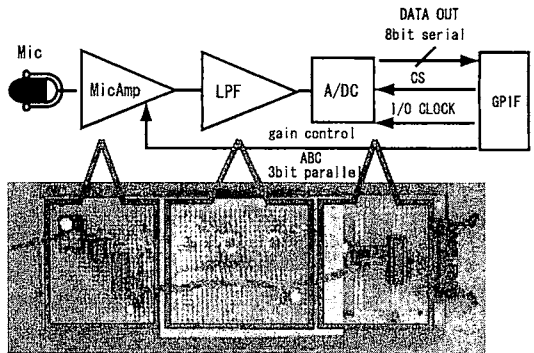 DATA OUT
8bit serial
Mic
MicAmp
LPF
A/DC
CS
I/O CLOCK
GPIF
gain control
ABC
3bit parallel